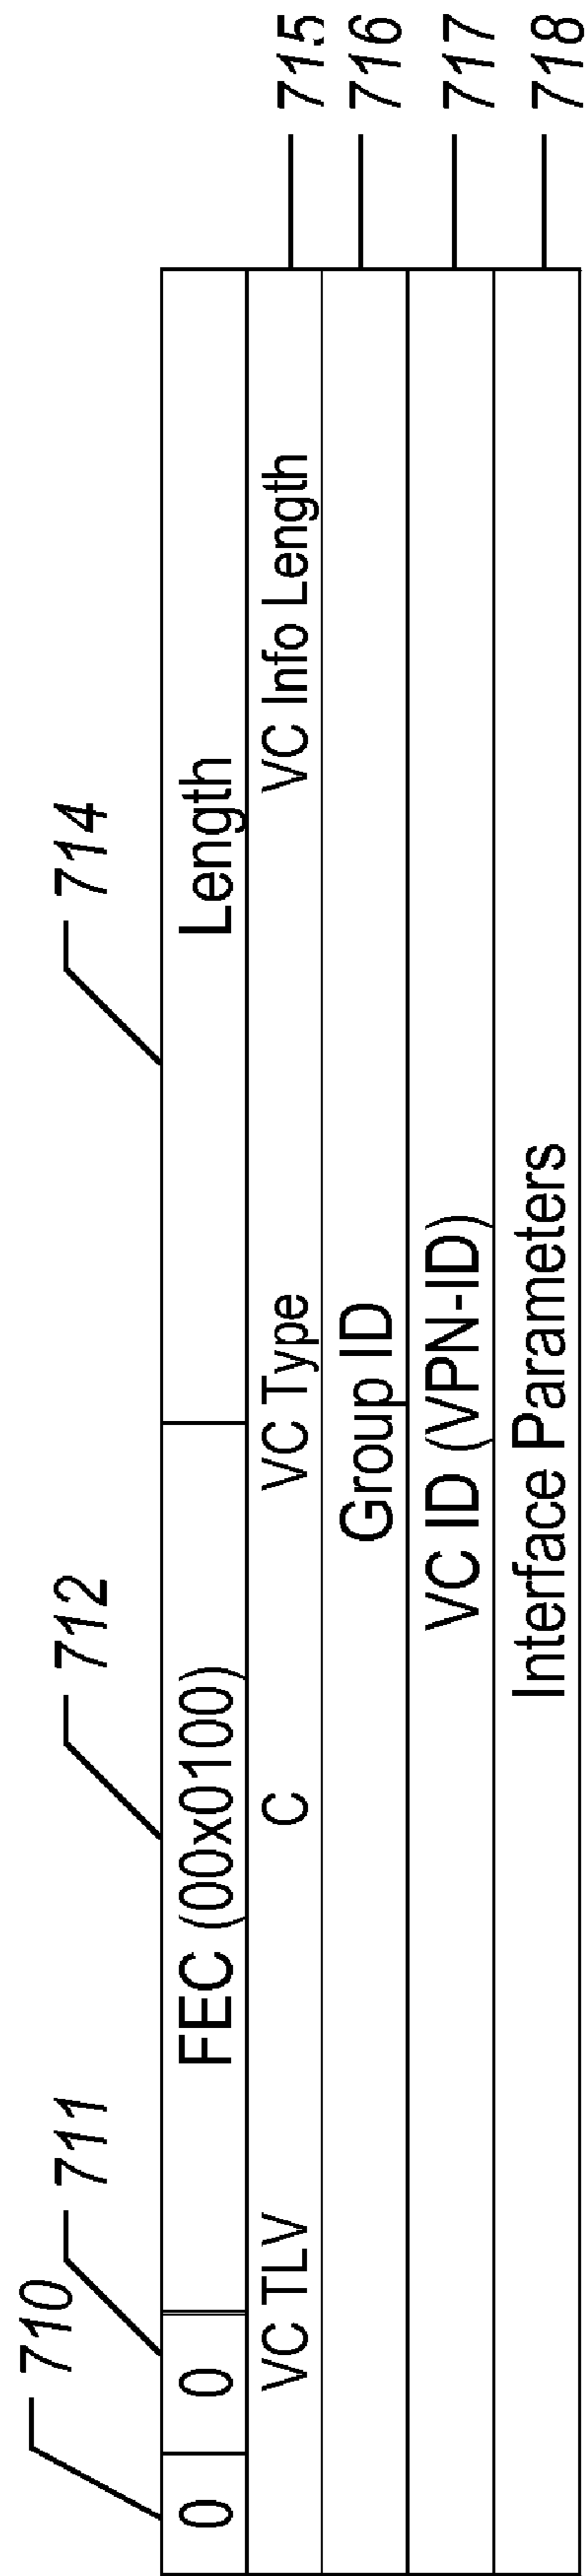 710 711 712 714
0 0 FEC (00x0100) Length
VC TLV C VC Type VC Info Length 715
Group ID 716
VC ID (VPN-ID) 717
Interface Parameters 718